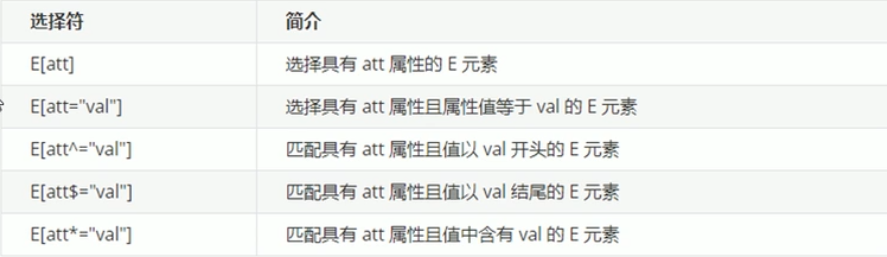 选择符 简介
E[att] 选择具有 att 属性的 E 元素
E[att="val"] 选择具有 att 属性且属性值等于 val 的 E 元素
E[att^="val"] 匹配具有 att 属性且值以 val 开头的 E 元素
E[att$="val"] 匹配具有 att 属性且值以 val 结尾的 E 元素
E[att*="val"] 匹配具有 att 属性且值中含有 val 的 E 元素